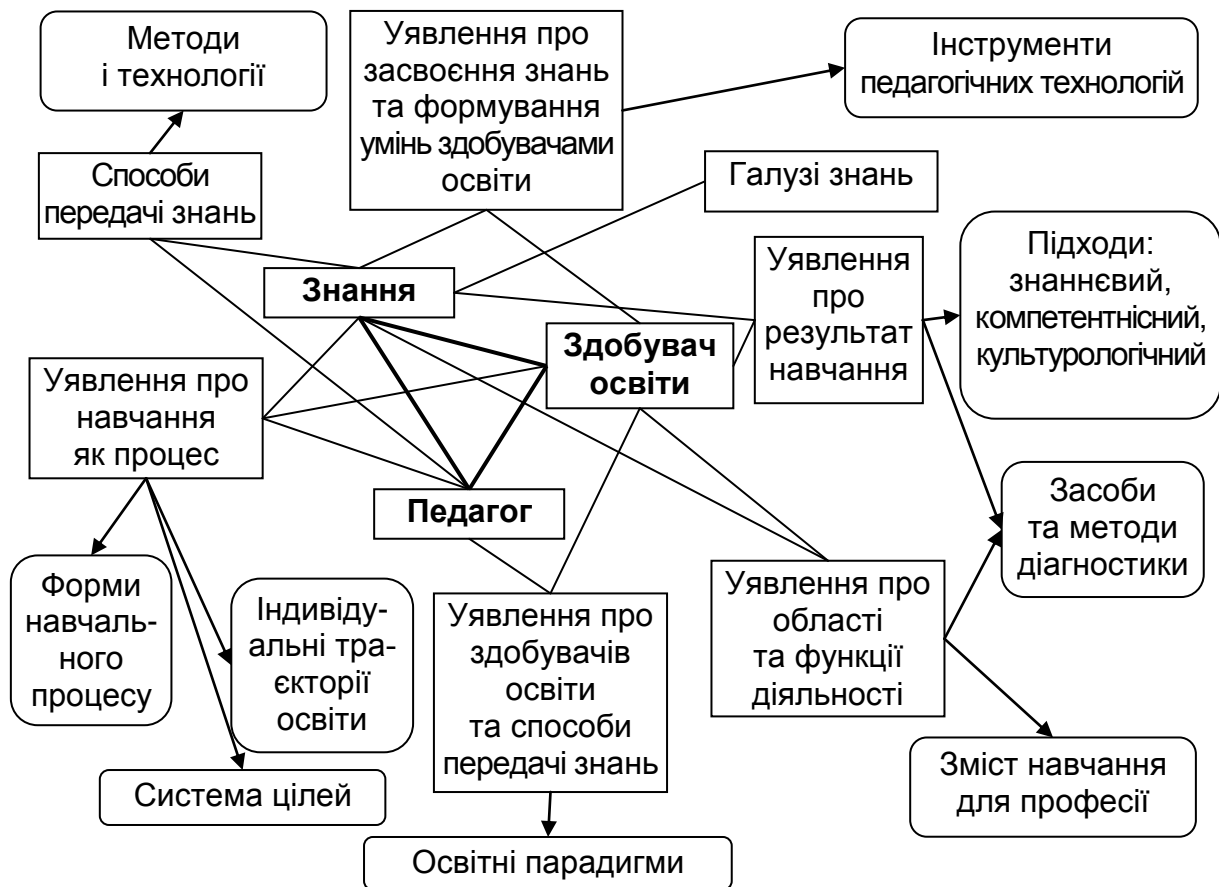 Методи
і технології
Уявлення про
засвоєння знань
та формування
умінь здобувачами
освіти
Інструменти
педагогічних технологій
Способи
передачі знань
Галузі знань
Знання
Уявлення
про
результат
навчання
Підходи:
знаннєвий,
компетентнісний,
культурологічний
Здобувач
освіти
Уявлення про
навчання
як процес
Педагог
Засоби
та методи
діагностики
Форми
навчаль-
ного
процесу
Індивіду-
альні тра-
єкторії
освіти
Уявлення про
здобувачів
освіти
та способи
передачі знань
Уявлення про
області
та функції
діяльності
Система цілей
Зміст навчання
для професії
Освітні парадигми